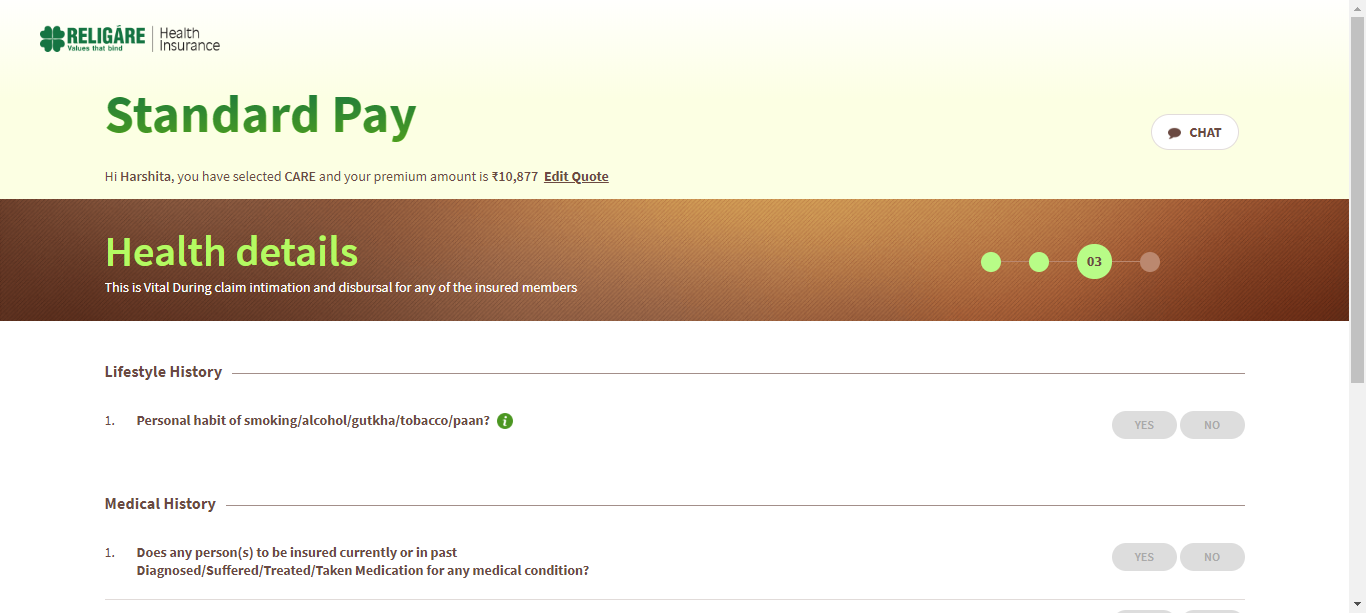 RELIGÁRE
Values that bind
Health
Insurance
Standard Pay
CHAT
Hi Harshita, you have selected CARE and your premium amount is ₹10,877 Edit Quote
Health details
03
This is Vital During claim intimation and disbursal for any of the insured members
Lifestyle History
1. Personal habit of smoking/alcohol/gutkha/tobacco/paan? i
YES NO
Medical History
1. Does any person(s) to be insured currently or in past
Diagnosed/Suffered/Treated/Taken Medication for any medical condition?
YES NO